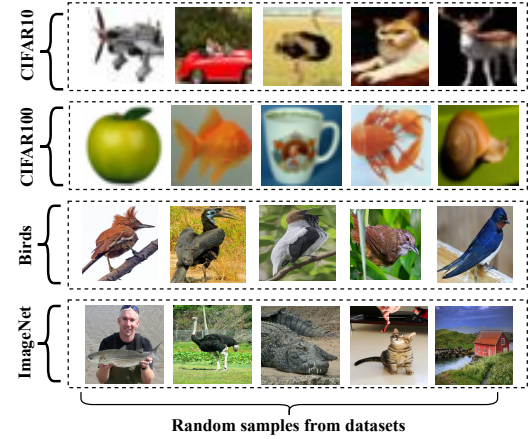 CIFAR10
CIFAR100
Birds
ImageNet
Random samples from datasets